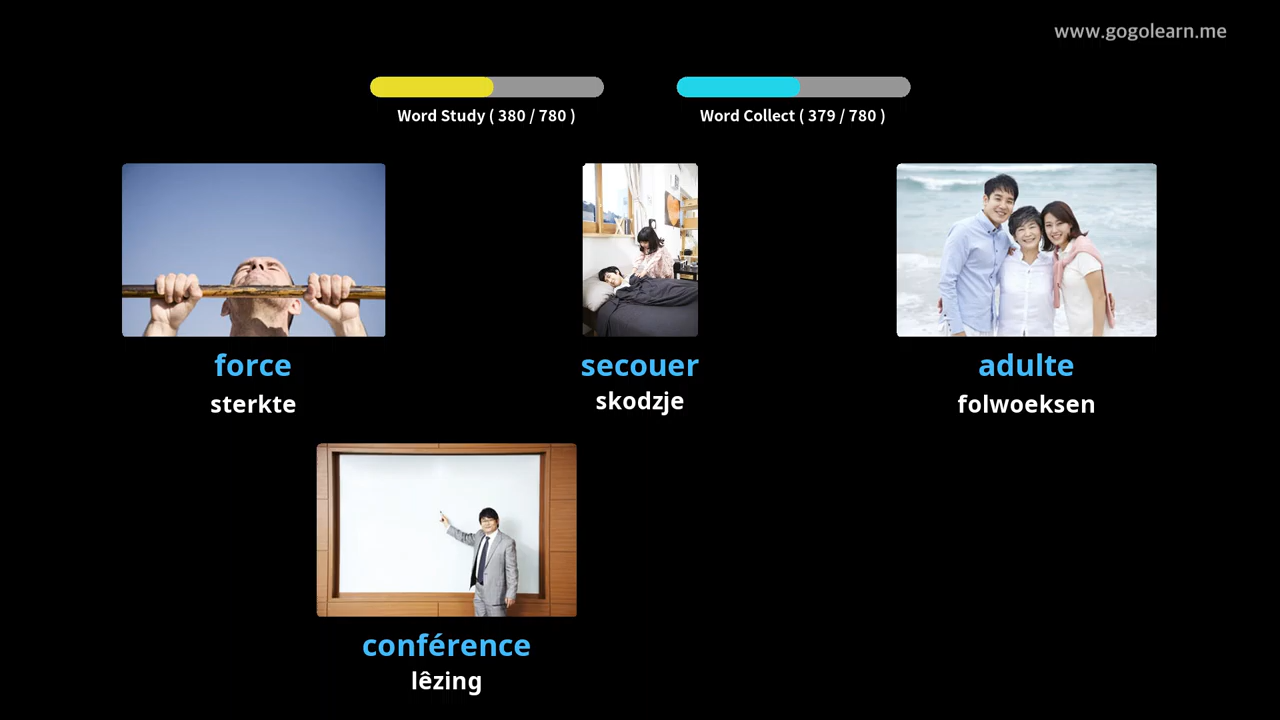 www.gogolearn.me
Word Study ( 380 / 780 )
Word Collect ( 379 / 780 )
force
sterkte
secouer
skodzje
adulte
folwoeksen
conférence
lêzing